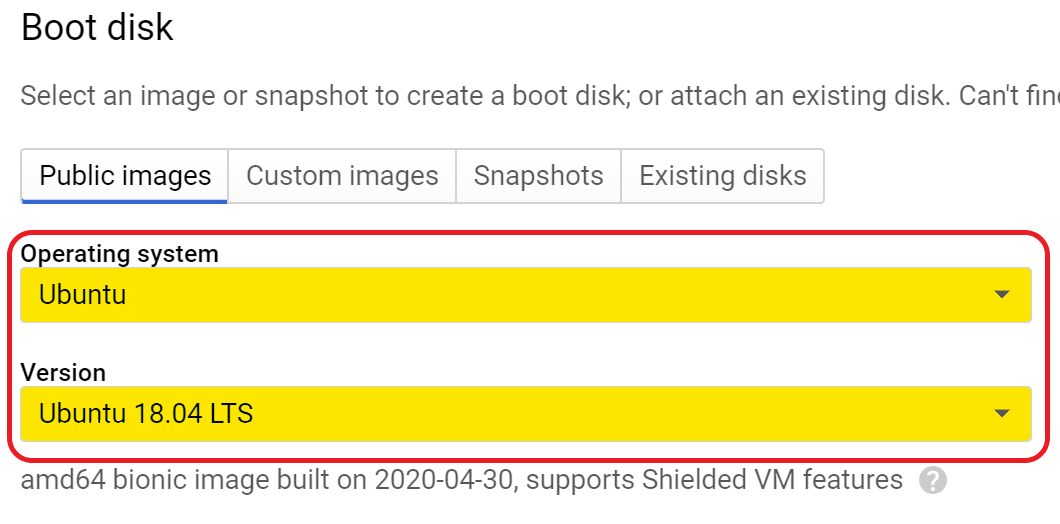 Boot disk
Select an image or snapshot to create a boot disk; or attach an existing disk. Can't find
Public images
Custom images
Snapshots
Existing disks
Operating system
Ubuntu
Version
Ubuntu 18.04 LTS
amd64 bionic image built on 2020-04-30, supports Shielded VM features ?